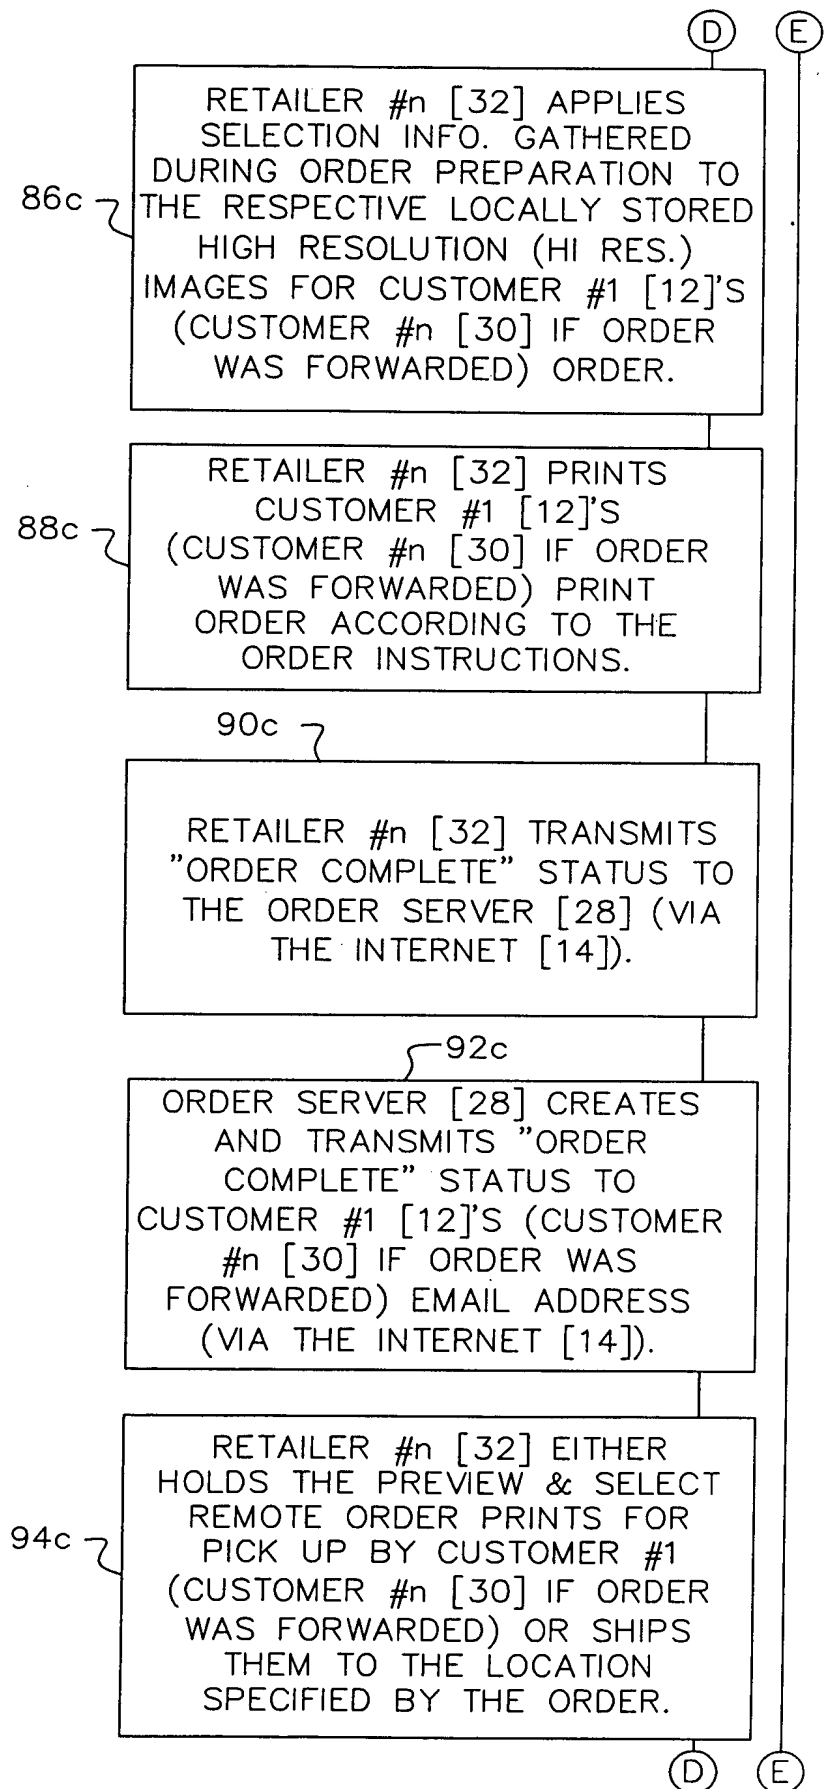 D E
86c
RETAILER #n [32] APPLIES
SELECTION INFO. GATHERED
DURING ORDER PREPARATION TO
THE RESPECTIVE LOCALLY STORED
HIGH RESOLUTION (HI RES.)
IMAGES FOR CUSTOMER #1 [12]'S
(CUSTOMER #n [30] IF ORDER
WAS FORWARDED) ORDER.
88c
RETAILER #n [32] PRINTS
CUSTOMER #1 [12]'S
(CUSTOMER #n [30] IF ORDER
WAS FORWARDED) PRINT
ORDER ACCORDING TO THE
ORDER INSTRUCTIONS.
90c
RETAILER #n [32] TRANSMITS
"ORDER COMPLETE" STATUS TO
THE ORDER SERVER [28] (VIA
THE INTERNET [14]).
92c
ORDER SERVER [28] CREATES
AND TRANSMITS "ORDER
COMPLETE" STATUS TO
CUSTOMER #1 [12]'S (CUSTOMER
#n [30] IF ORDER WAS
FORWARDED) EMAIL ADDRESS
(VIA THE INTERNET [14]).
94c
RETAILER #n [32] EITHER
HOLDS THE PREVIEW & SELECT
REMOTE ORDER PRINTS FOR
PICK UP BY CUSTOMER #1
(CUSTOMER #n [30] IF ORDER
WAS FORWARDED) OR SHIPS
THEM TO THE LOCATION
SPECIFIED BY THE ORDER.
D E